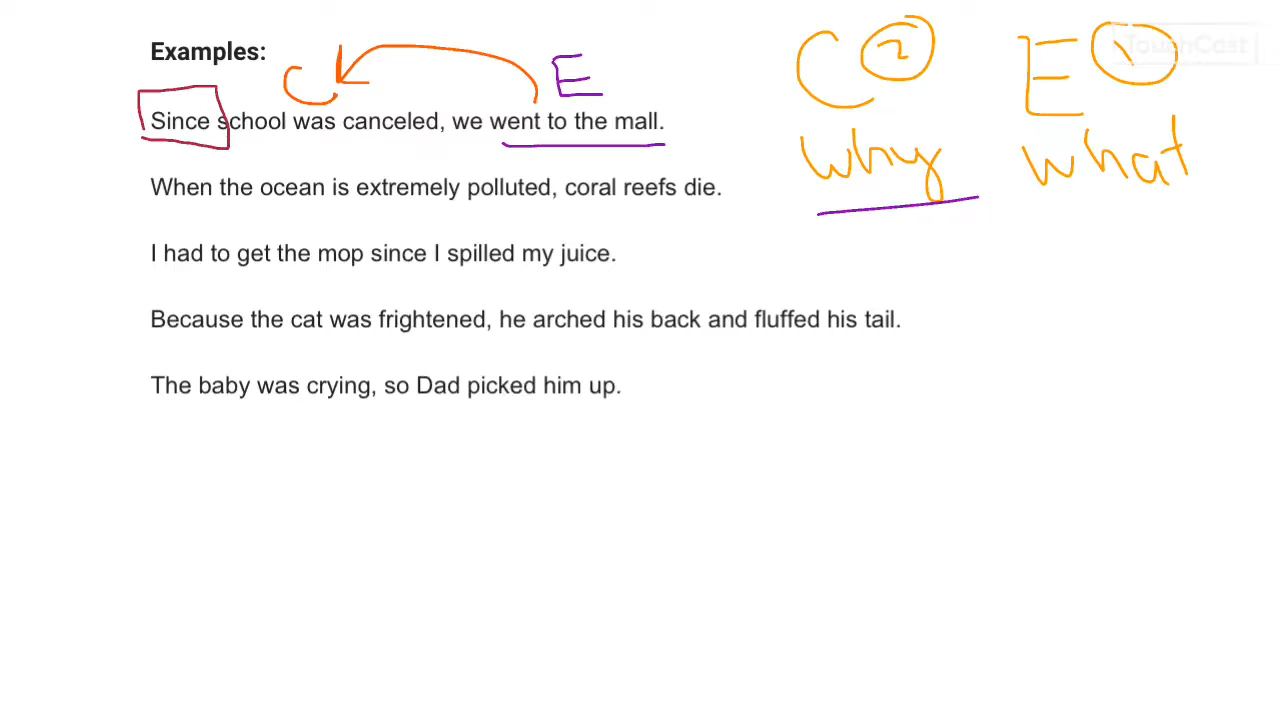 Examples:
C E
Since school was canceled, we went to the mall.
When the ocean is extremely polluted, coral reefs die.
I had to get the mop since I spilled my juice.
Because the cat was frightened, he arched his back and fluffed his tail.
The baby was crying, so Dad picked him up.
C 2 E 1
why what
TouchCast